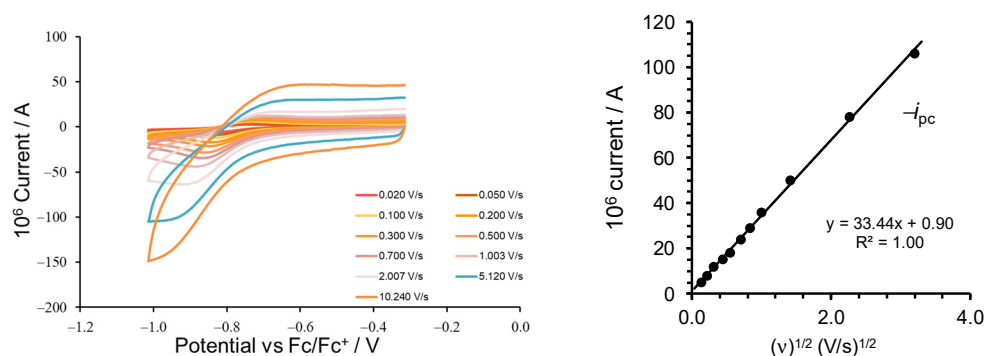 100
50
0
−50
−100
−150
−200
10⁶ Current / A
−1.2 −1.0 −0.8 −0.6 −0.4 −0.2 0.0
Potential vs Fc/Fc⁺ / V
0.020 V/s 0.050 V/s
0.100 V/s 0.200 V/s
0.300 V/s 0.500 V/s
0.700 V/s 1.003 V/s
2.007 V/s 5.120 V/s
10.240 V/s
120
100
80
60
40
20
0
10⁶ current / A
−iₚc
y = 33.44x + 0.90
R² = 1.00
0.0 2.0 4.0
(ν)¹ᐟ² (V/s)¹ᐟ²